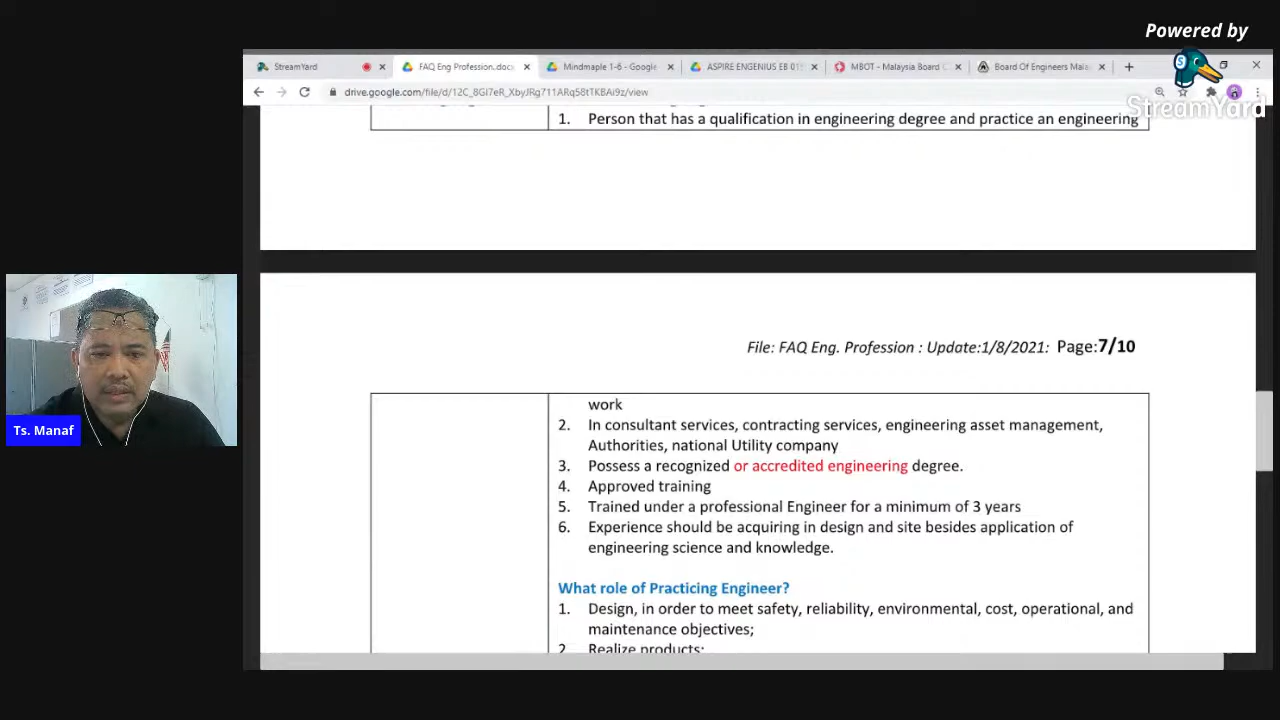 Powered by
StreamYard
StreamYard
FAQ Eng Profession..docx
Mindmaple 1-6 - Google
ASPIRE ENGENIUS EB 01
MBOT - Malaysia Board
Board Of Engineers Mala
drive.google.com/file/d/12C_8GI7eR_XbyJRg711ARq58tTKBAi9z/view
1. Person that has a qualification in engineering degree and practice an engineering
File: FAQ Eng. Profession : Update:1/8/2021: Page:7/10
work
2. In consultant services, contracting services, engineering asset management,
Authorities, national Utility company
3. Possess a recognized or accredited engineering degree.
4. Approved training
5. Trained under a professional Engineer for a minimum of 3 years
6. Experience should be acquiring in design and site besides application of
engineering science and knowledge.
What role of Practicing Engineer?
1. Design, in order to meet safety, reliability, environmental, cost, operational, and
maintenance objectives;
2. Realize products;
Ts. Manaf